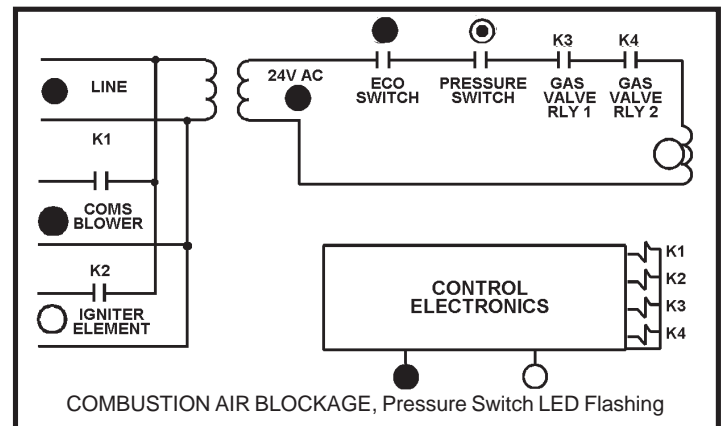 LINE
K1
COMS
BLOWER
K2
IGNITER
ELEMENT
24V AC
ECO
SWITCH
PRESSURE
SWITCH
K3
GAS
VALVE
RLY 1
K4
GAS
VALVE
RLY 2
CONTROL
ELECTRONICS
K1
K2
K3
K4
COMBUSTION AIR BLOCKAGE, Pressure Switch LED Flashing